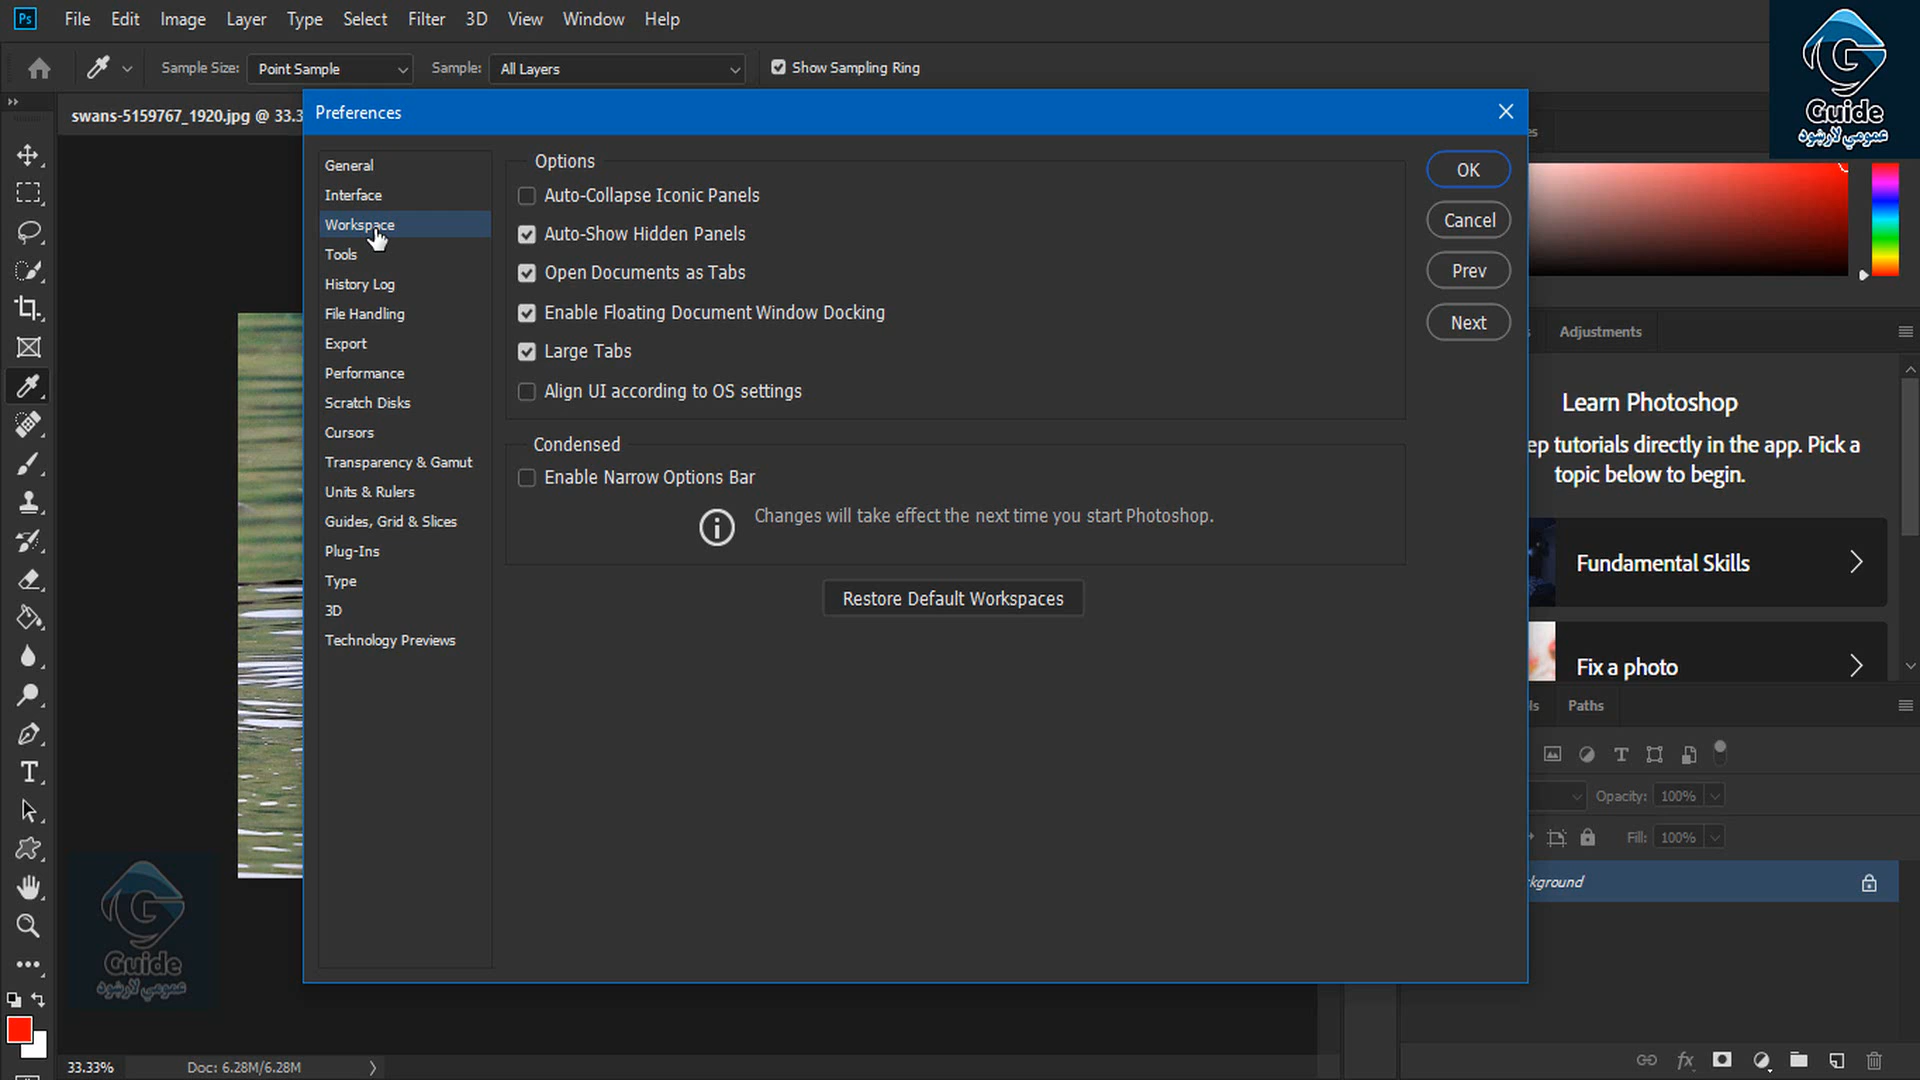 Ps File Edit Image Layer Type Select Filter 3D View Window Help
Sample Size: Point Sample Sample: All Layers Show Sampling Ring
swans-5159767_1920.jpg @ 33.3
Preferences
General
Interface
Workspace
Tools
History Log
File Handling
Export
Performance
Scratch Disks
Cursors
Transparency & Gamut
Units & Rulers
Guides, Grid & Slices
Plug-Ins
Type
3D
Technology Previews
Options
Auto-Collapse Iconic Panels
Auto-Show Hidden Panels
Open Documents as Tabs
Enable Floating Document Window Docking
Large Tabs
Align UI according to OS settings
Condensed
Enable Narrow Options Bar
Changes will take effect the next time you start Photoshop.
Restore Default Workspaces
OK
Cancel
Prev
Next
Guide
عمومي لارښود
es
Adjustments
Learn Photoshop
ep tutorials directly in the app. Pick a
topic below to begin.
Fundamental Skills
Fix a photo
ls Paths
Opacity: 100%
Fill: 100%
kground
Guide
عمومي لارښود
33.33% Doc: 6.28M/6.28M
fx